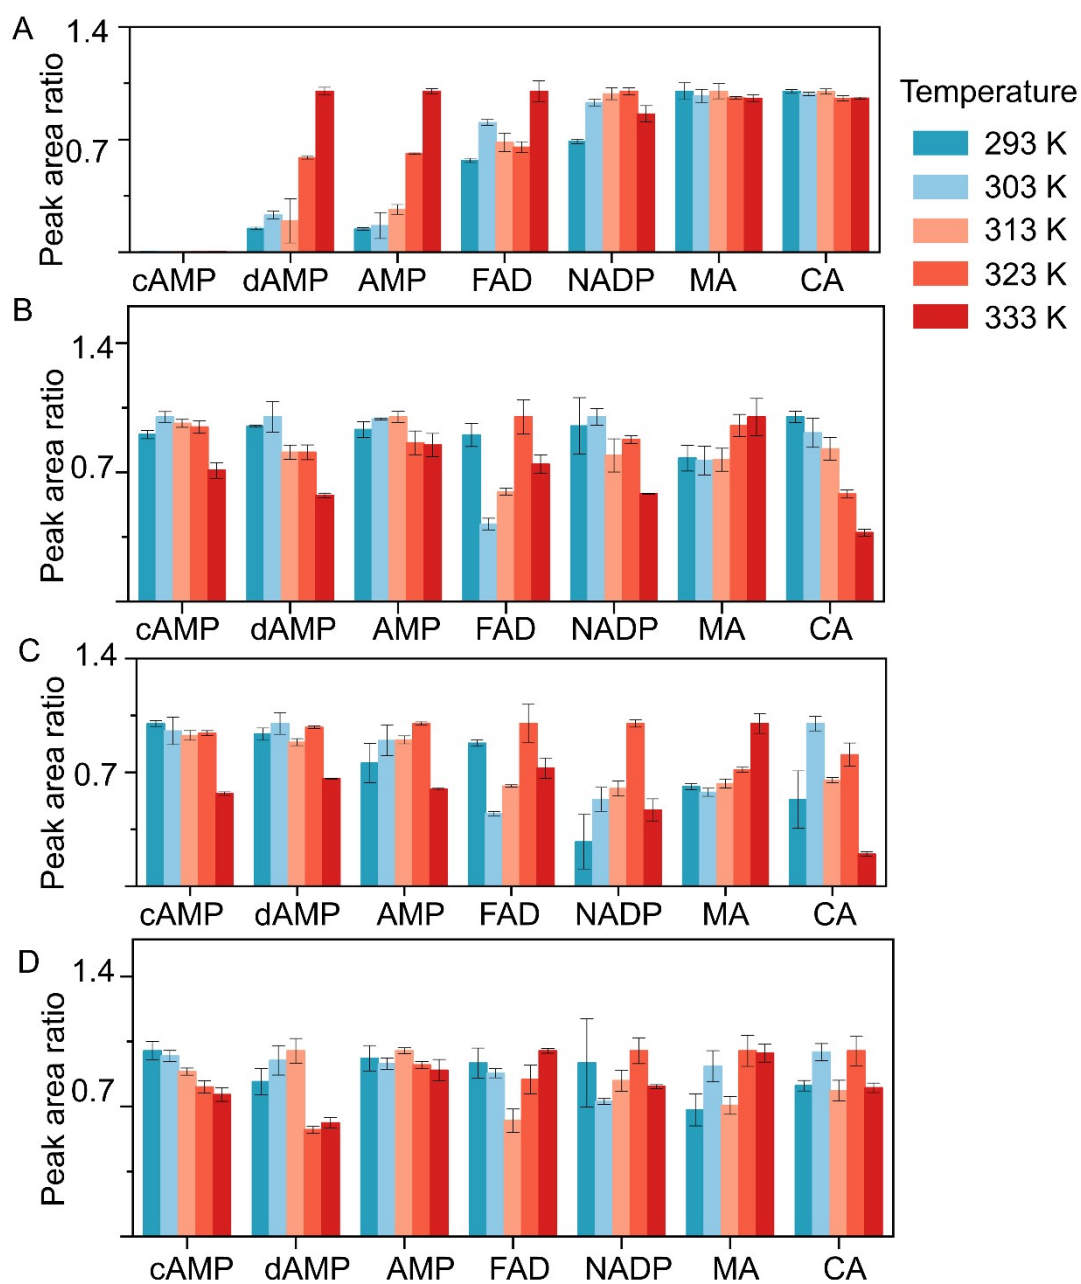 A
1.4
0.7
Peak area ratio
cAMP dAMP AMP FAD NADP MA CA
Temperature
293 K
303 K
313 K
323 K
333 K
B
1.4
0.7
Peak area ratio
cAMP dAMP AMP FAD NADP MA CA
C
1.4
0.7
Peak area ratio
cAMP dAMP AMP FAD NADP MA CA
D
1.4
0.7
Peak area ratio
cAMP dAMP AMP FAD NADP MA CA